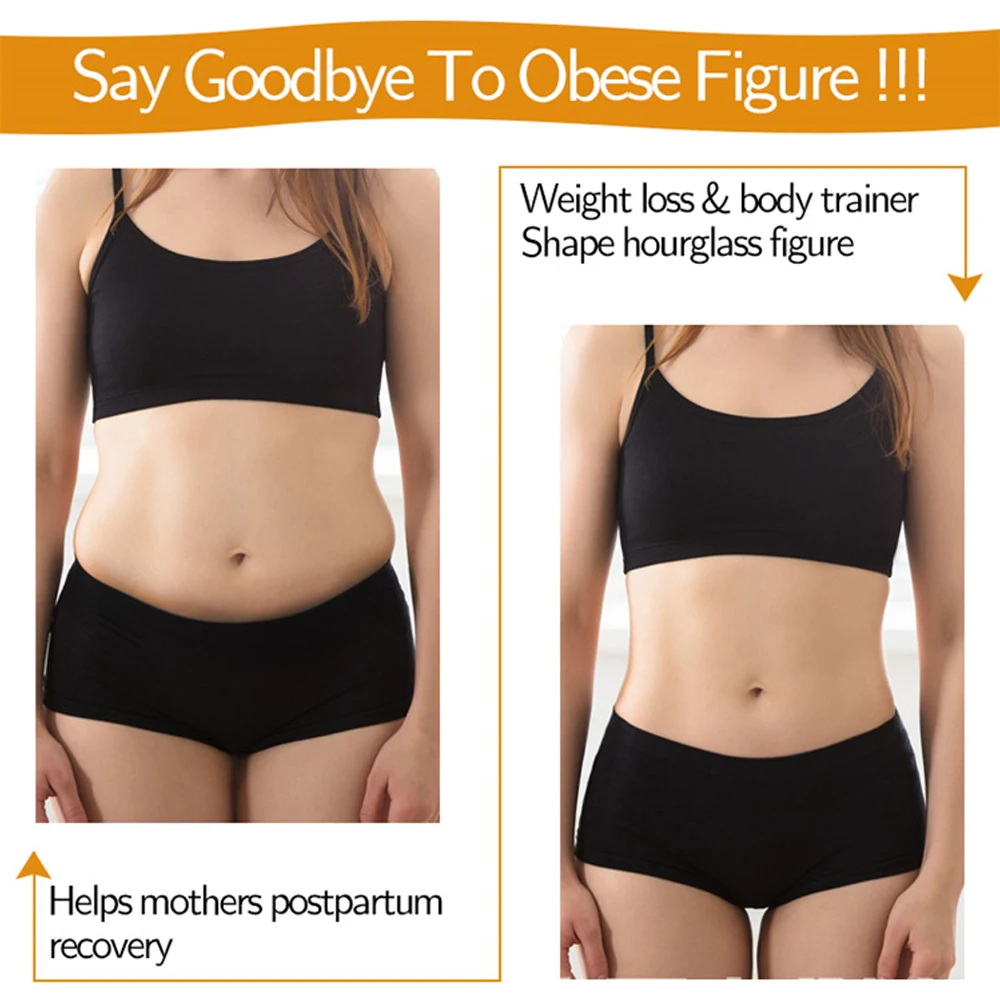 Say Goodbye To Obese Figure !!!
Weight loss & body trainer
Shape hourglass figure
Helps mothers postpartum
recovery